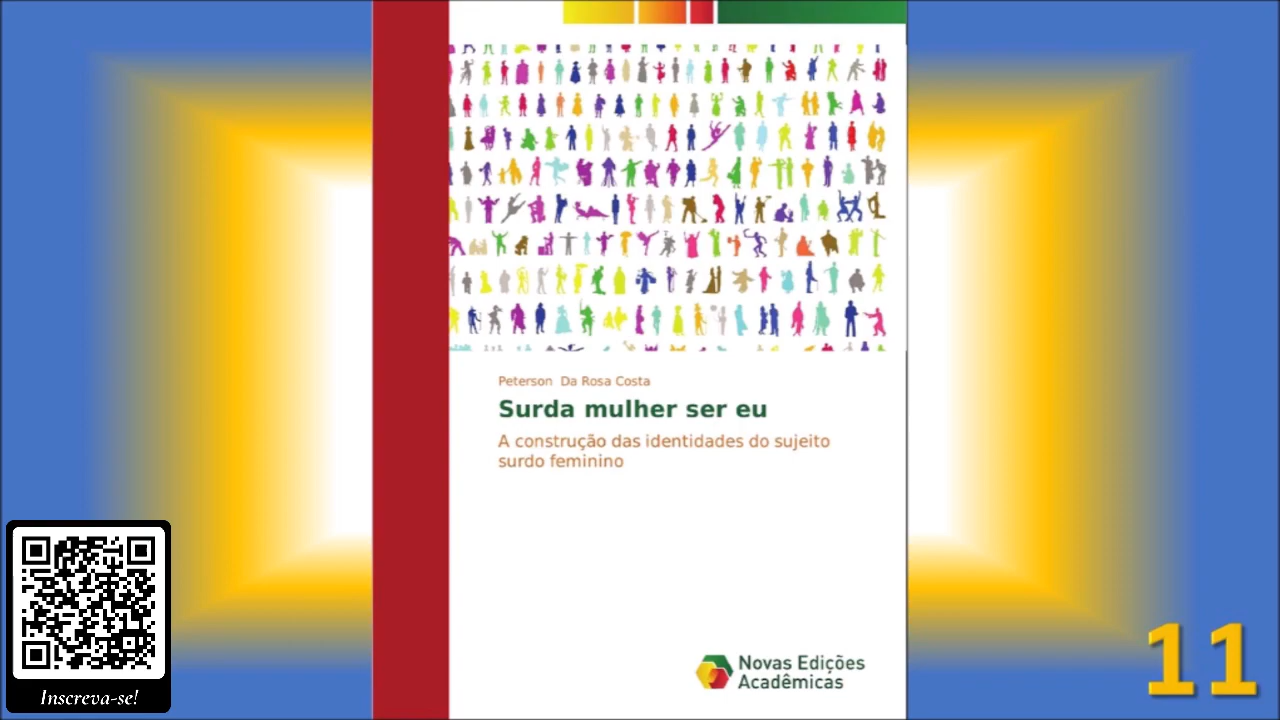 Peterson Da Rosa Costa
Surda mulher ser eu
A construção das identidades do sujeito
surdo feminino
Novas Edições
Acadêmicas
Inscreva-se!
11